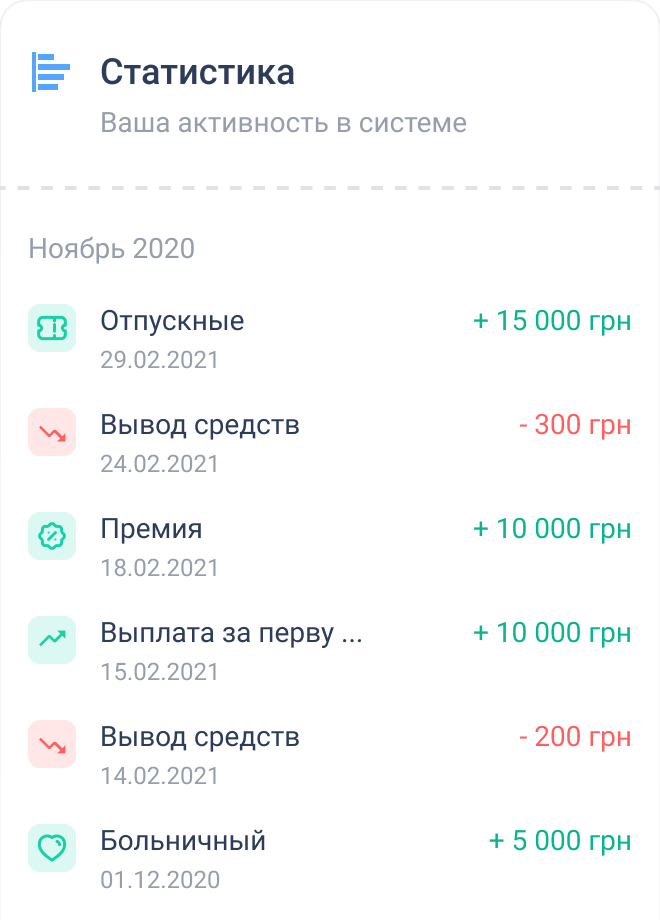 Статистика
Ваша активность в системе
Ноябрь 2020
Отпускные + 15 000 грн
29.02.2021
Вывод средств - 300 грн
24.02.2021
Премия + 10 000 грн
18.02.2021
Выплата за перву ... + 10 000 грн
15.02.2021
Вывод средств - 200 грн
14.02.2021
Больничный + 5 000 грн
01.12.2020